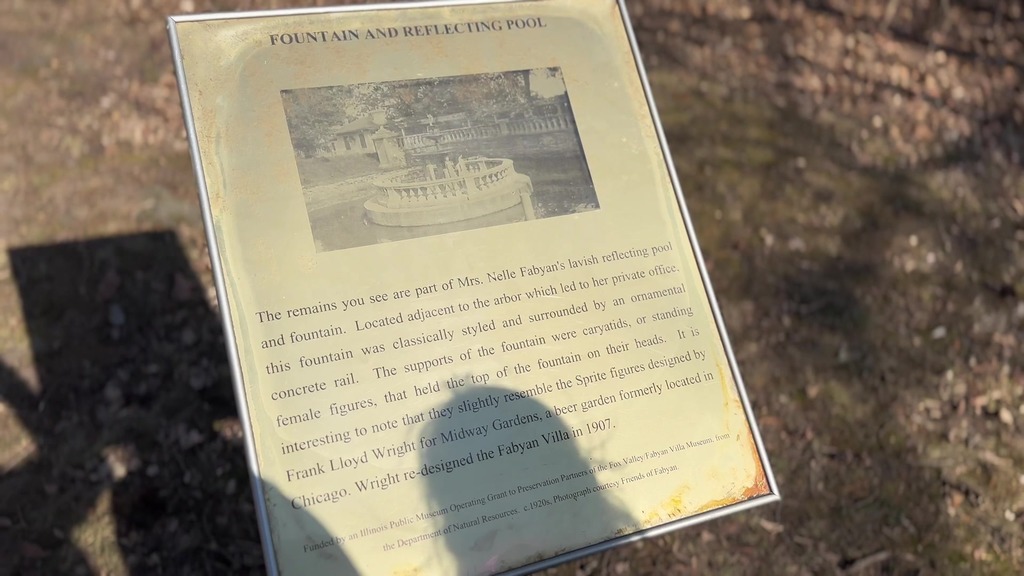 FOUNTAIN AND REFLECTING POOL
The remains you see are part of Mrs. Nelle Fabyan's lavish reflecting pool
and fountain. Located adjacent to the arbor which led to her private office,
this fountain was classically styled and surrounded by an ornamental
concrete rail. The supports of the fountain were caryatids, or standing
female figures, that held the top of the fountain on their heads. It is
interesting to note that they slightly resemble the Sprite figures designed by
Frank Lloyd Wright for Midway Gardens, a beer garden formerly located in
Chicago. Wright re-designed the Fabyan Villa in 1907.
Funded by an Illinois Public Museum Operating Grant to Preservation Partners of the Fox Valley/Fabyan Villa Museum, from
the Department of Natural Resources. c.1920s, Photograph courtesy Friends of Fabyan